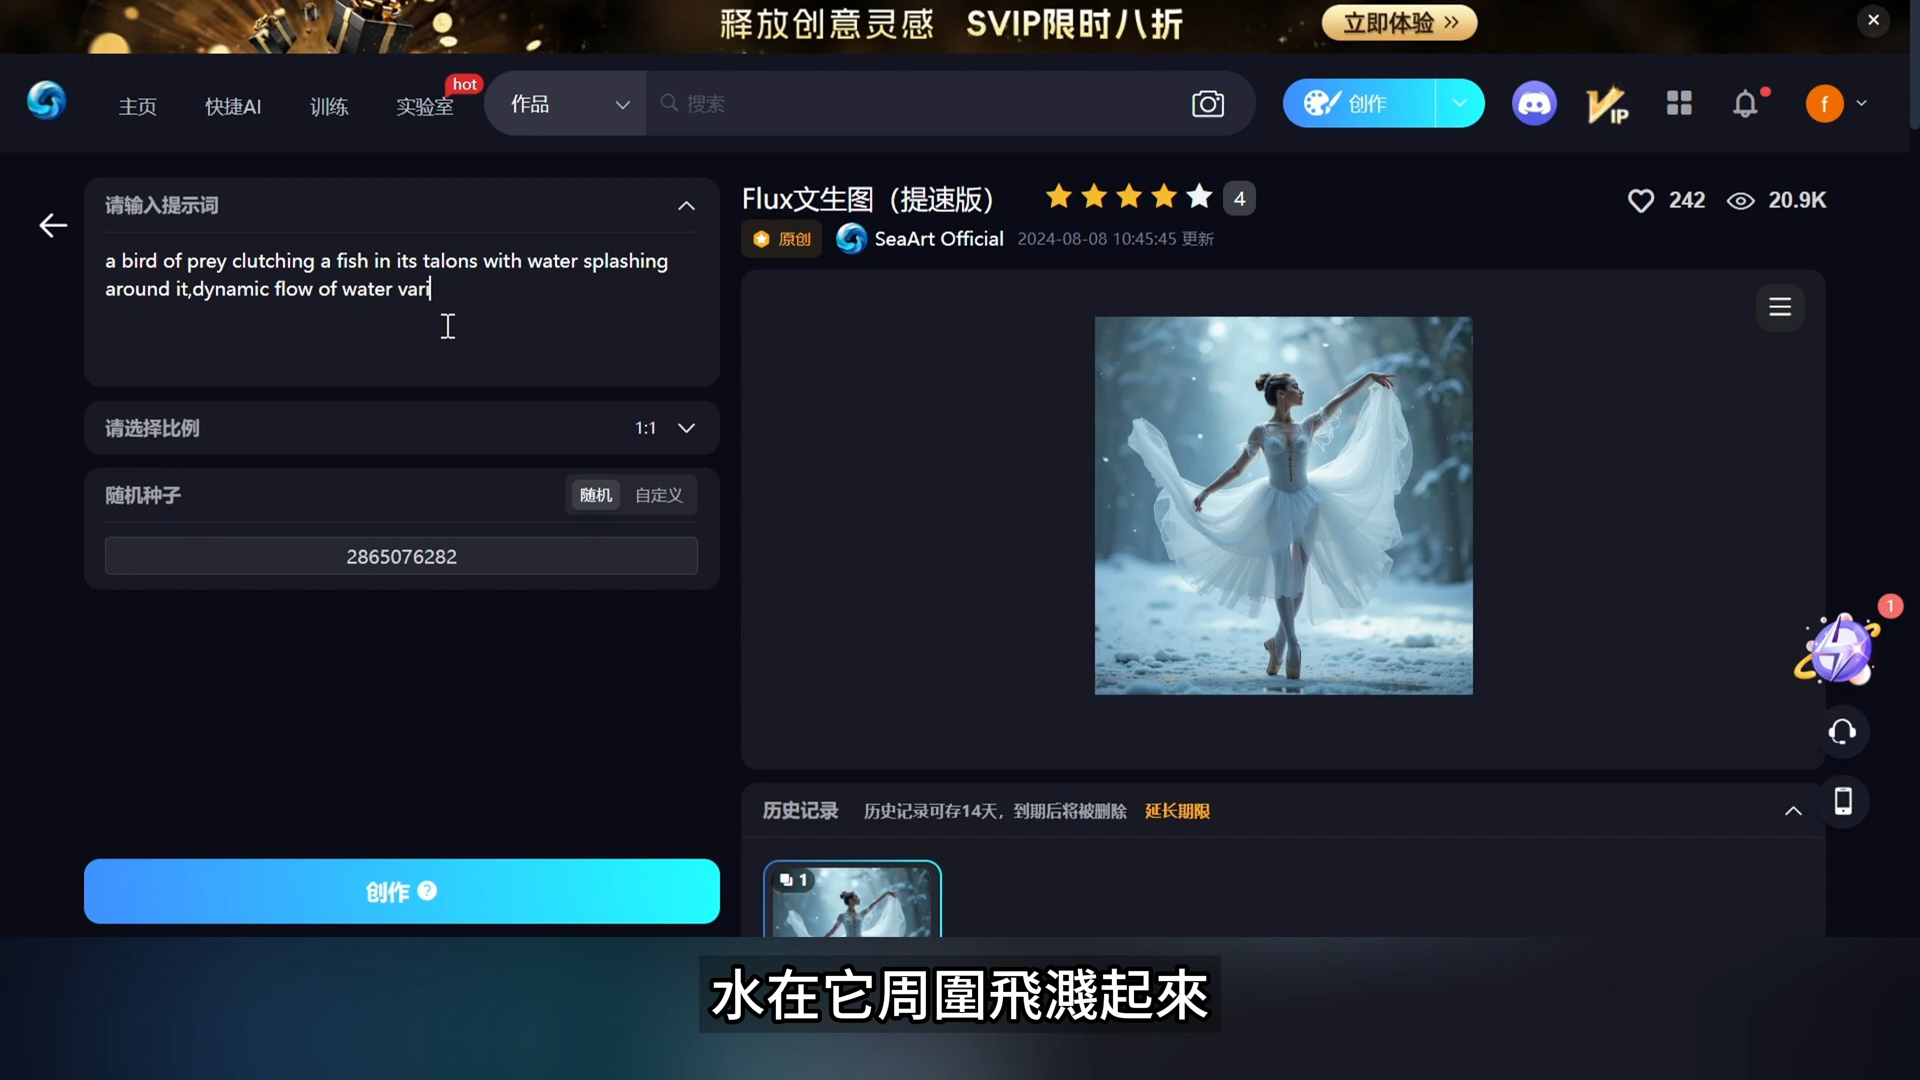 释放创意灵感 SVIP限时八折
立即体验 >>
主页
快捷AI
训练
实验室
hot
作品
搜索
创作
VIP
f
请输入提示词
a bird of prey clutching a fish in its talons with water splashing
around it,dynamic flow of water vari
请选择比例
1:1
随机种子
随机
自定义
2865076282
创作
Flux文生图（提速版）
4
242
20.9K
原创
SeaArt Official
2024-08-08 10:45:45 更新
1
历史记录
历史记录可存14天，到期后将被删除
延长期限
1
水在它周圍飛濺起來